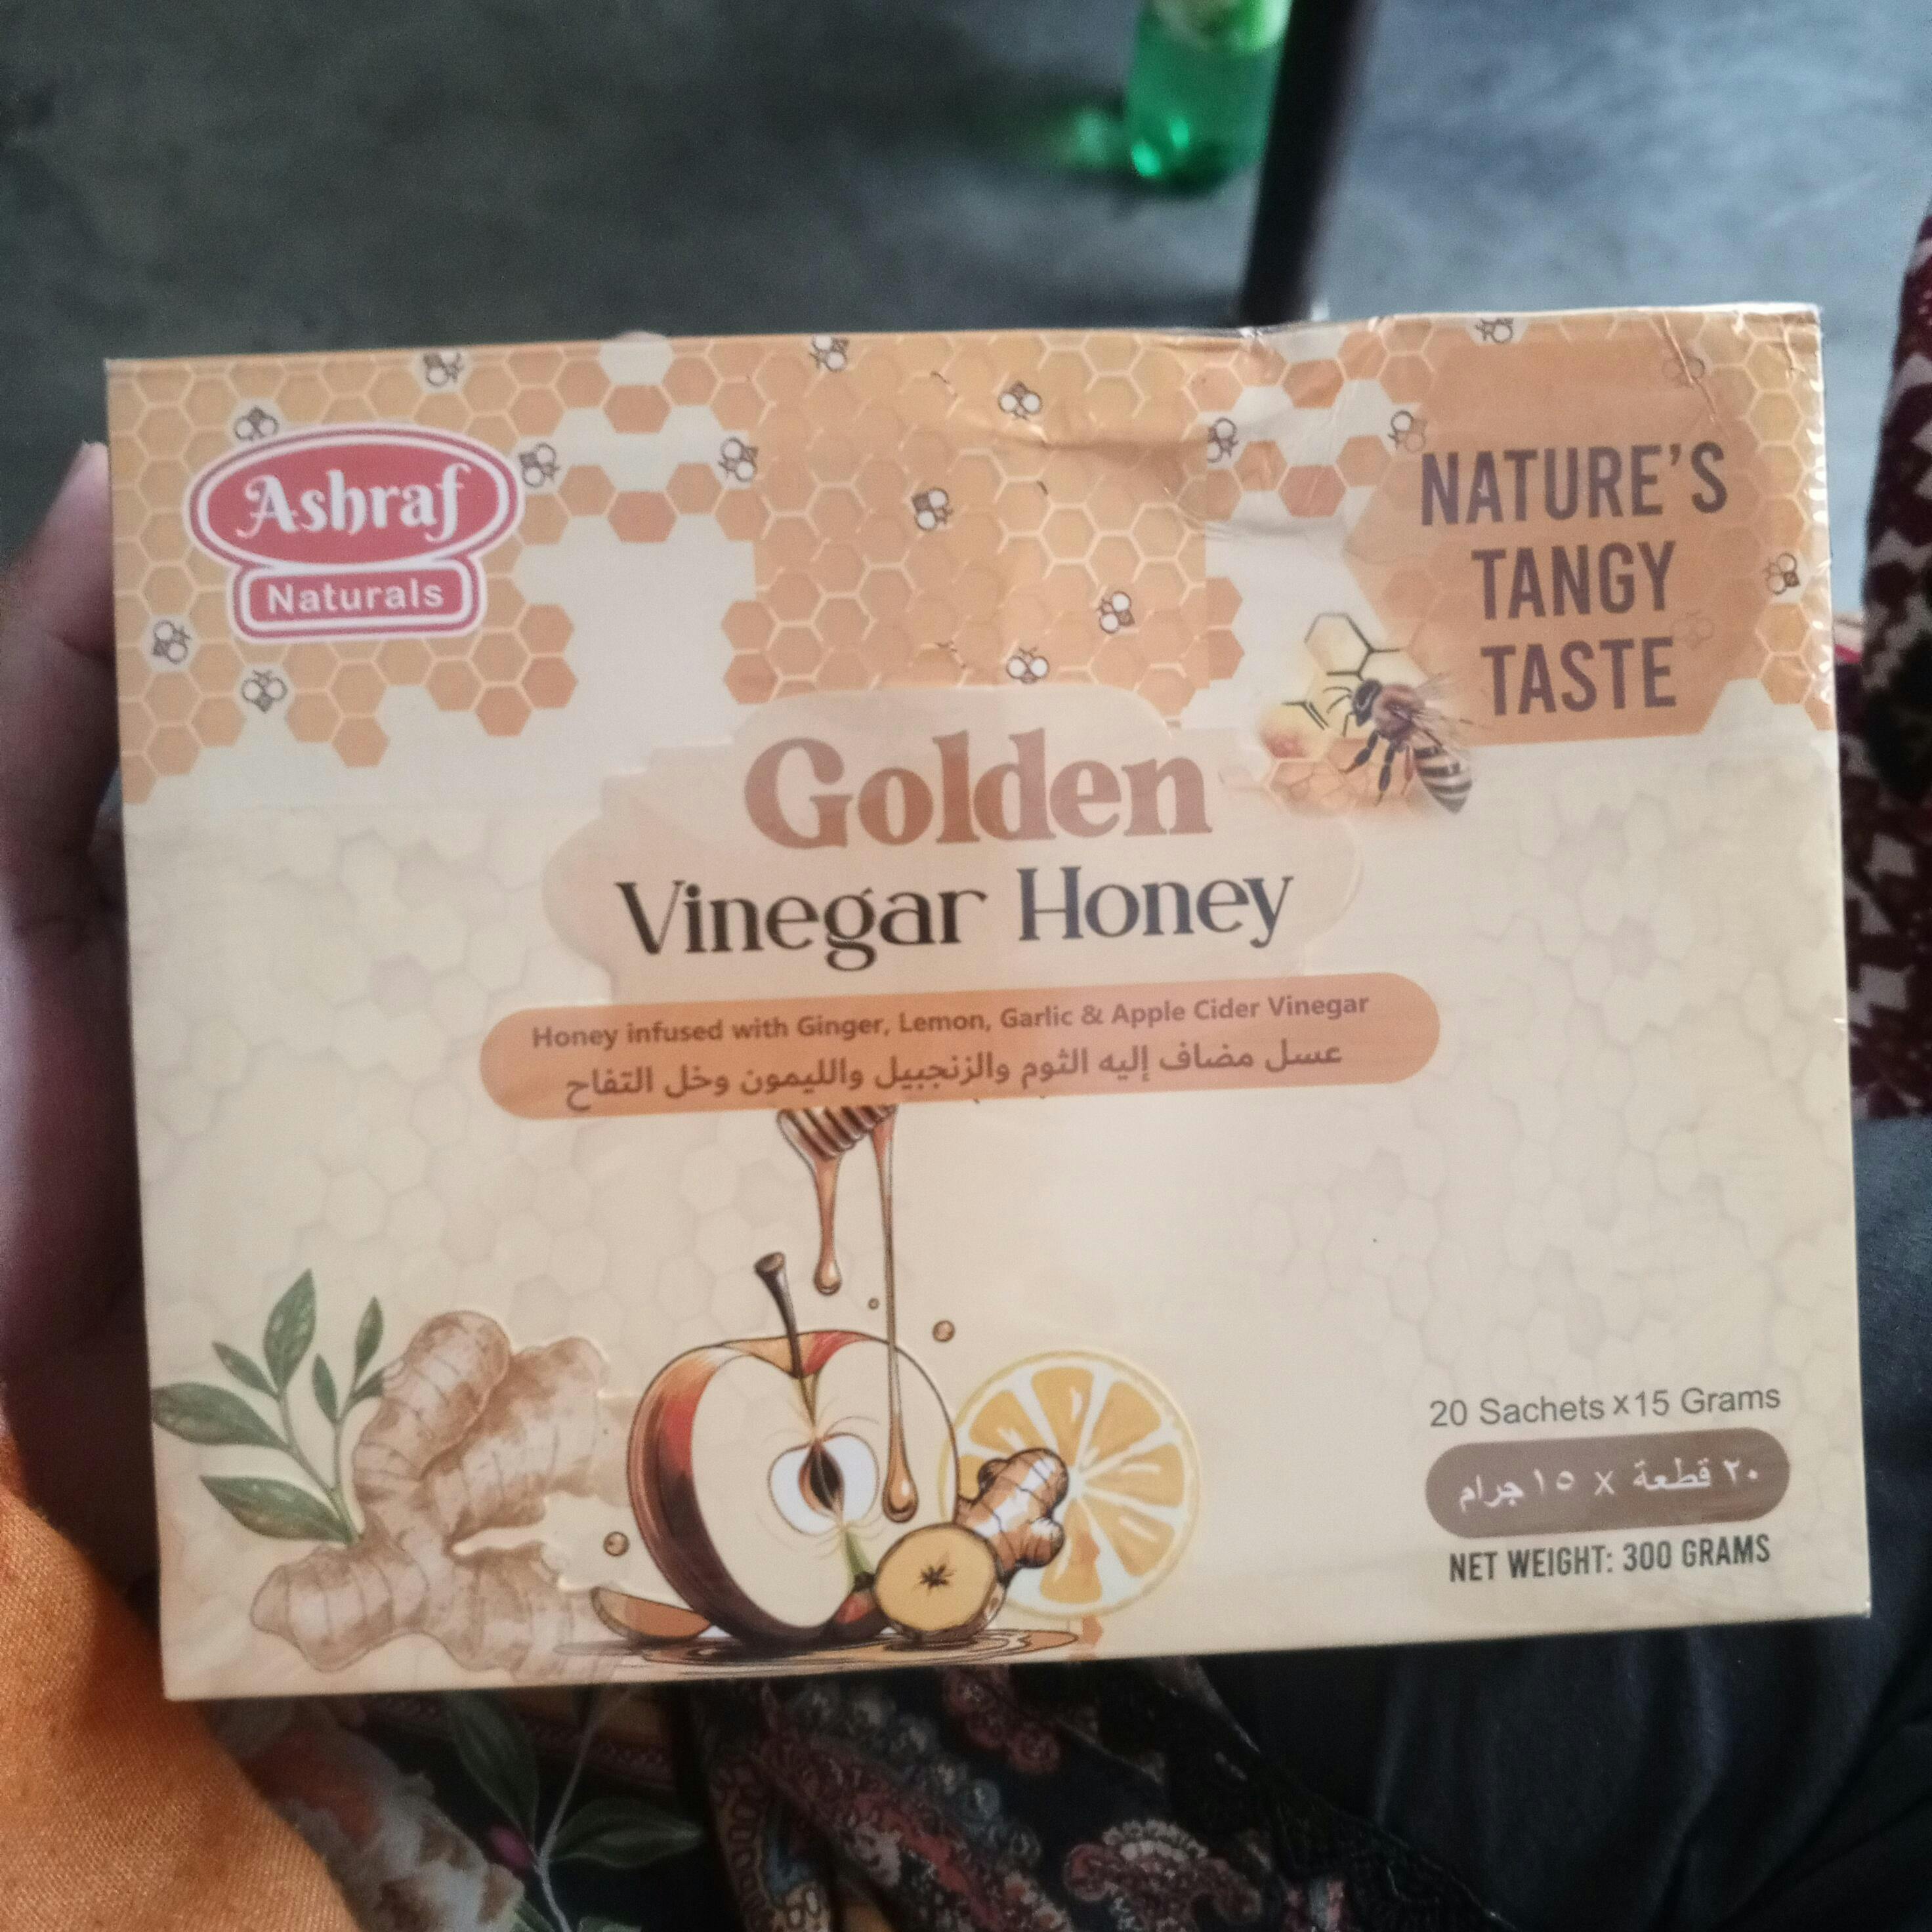 Ashraf
Naturals
NATURE'S
TANGY
TASTE
Golden
Vinegar Honey
Honey infused with Ginger, Lemon, Garlic & Apple Cider Vinegar
عسل مضاف إليه الثوم والزنجبيل والليمون وخل التفاح
20 Sachets X 15 Grams
٢٠ قطعة X ١٥ جرام
NET WEIGHT: 300 GRAMS